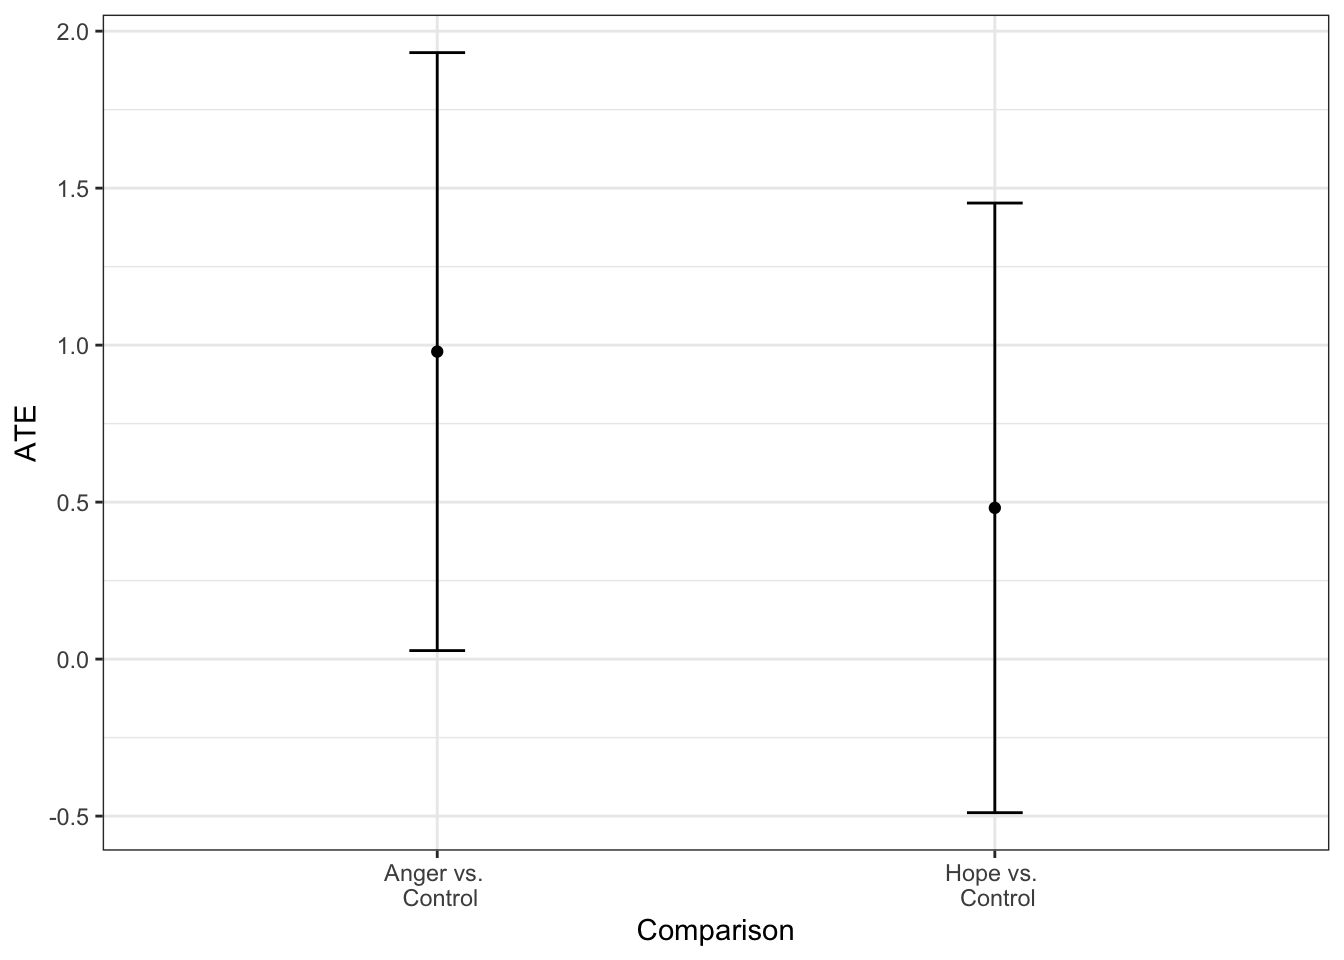 2.0
1.5
1.0
0.5
0.0
-0.5
ATE
Anger vs.
Control
Hope vs.
Control
Comparison